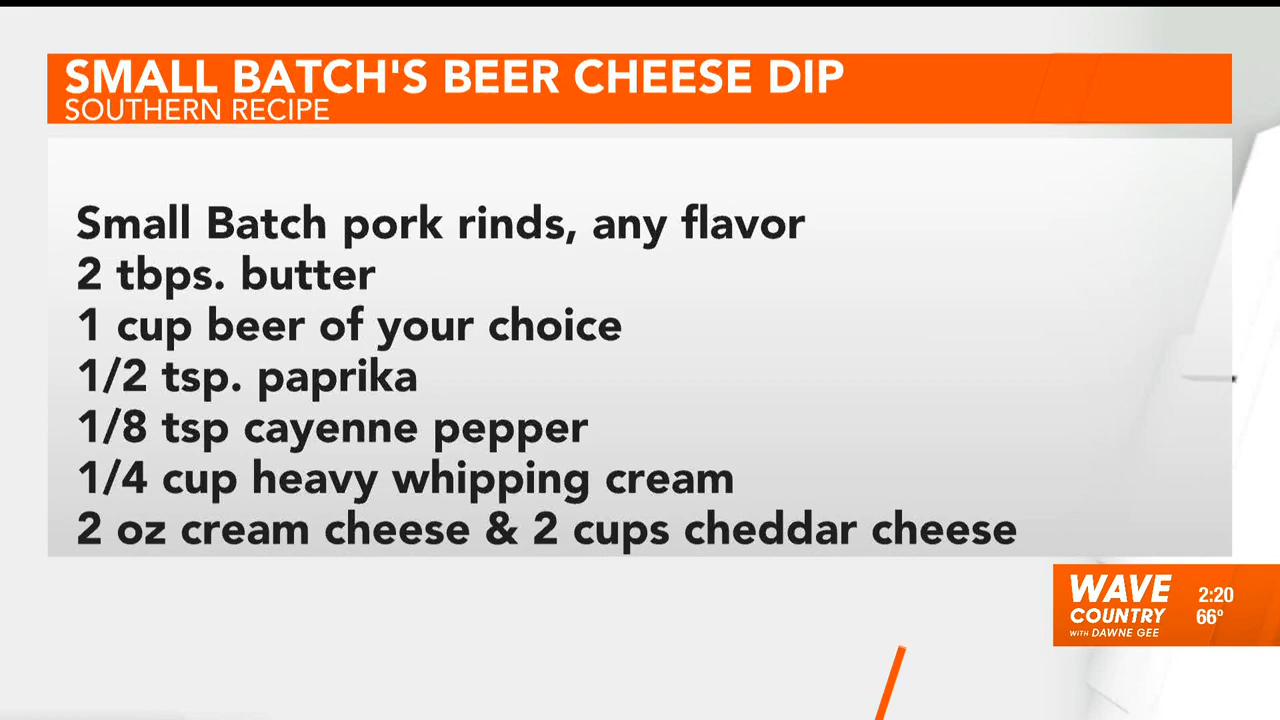 SMALL BATCH'S BEER CHEESE DIP
SOUTHERN RECIPE
Small Batch pork rinds, any flavor
2 tbps. butter
1 cup beer of your choice
1/2 tsp. paprika
1/8 tsp cayenne pepper
1/4 cup heavy whipping cream
2 oz cream cheese & 2 cups cheddar cheese
WAVE
COUNTRY
WITH DAWNE GEE
2:20
66º